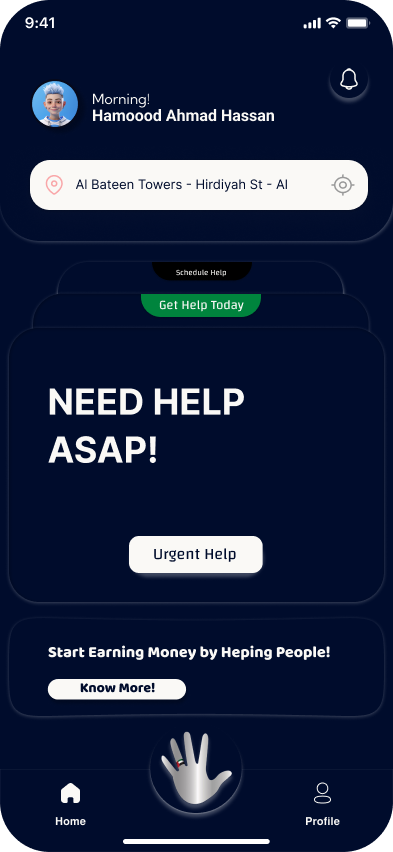 9:41
Morning!
Hamoood Ahmad Hassan
Al Bateen Towers - Hirdiyah St - Al
Schedule Help
Get Help Today
NEED HELP
ASAP!
Urgent Help
Start Earning Money by Heping People!
Know More!
Home
Profile